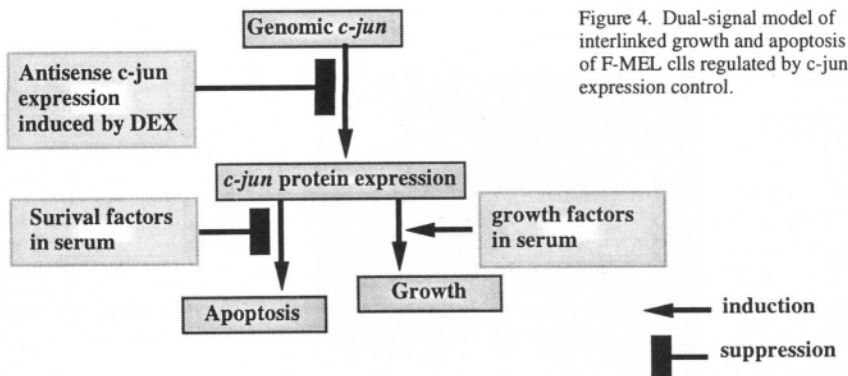 Genomic c-jun
Figure 4. Dual-signal model of
interlinked growth and apoptosis
of F-MEL clls regulated by c-jun
expression control.
Antisense c-jun
expression
induced by DEX
c-jun protein expression
Surival factors
in serum
growth factors
in serum
Apoptosis
Growth
induction
suppression